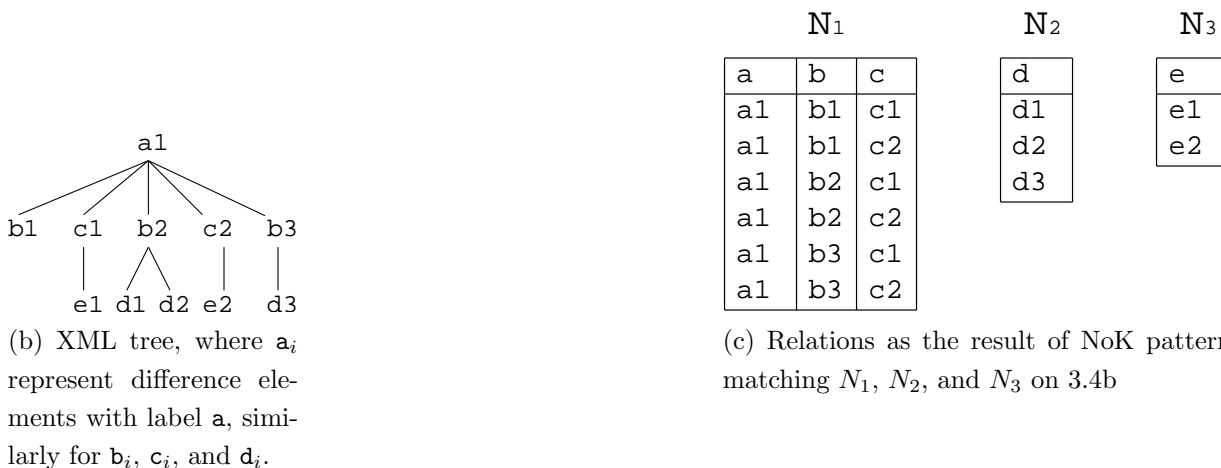 N1 N2 N3
a b c d e
a1 b1 c1 d1 e1
a1 b1 c2 d2 e2
a1 b2 c1 d3
a1 b2 c2
a1 b3 c1
a1 b3 c2
a1
b1 c1 b2 c2 b3
e1 d1 d2 e2 d3
(b) XML tree, where a_i
represent difference ele-
ments with label a, simi-
larly for b_i, c_i, and d_i.
(c) Relations as the result of NoK pattern
matching N_1, N_2, and N_3 on 3.4b